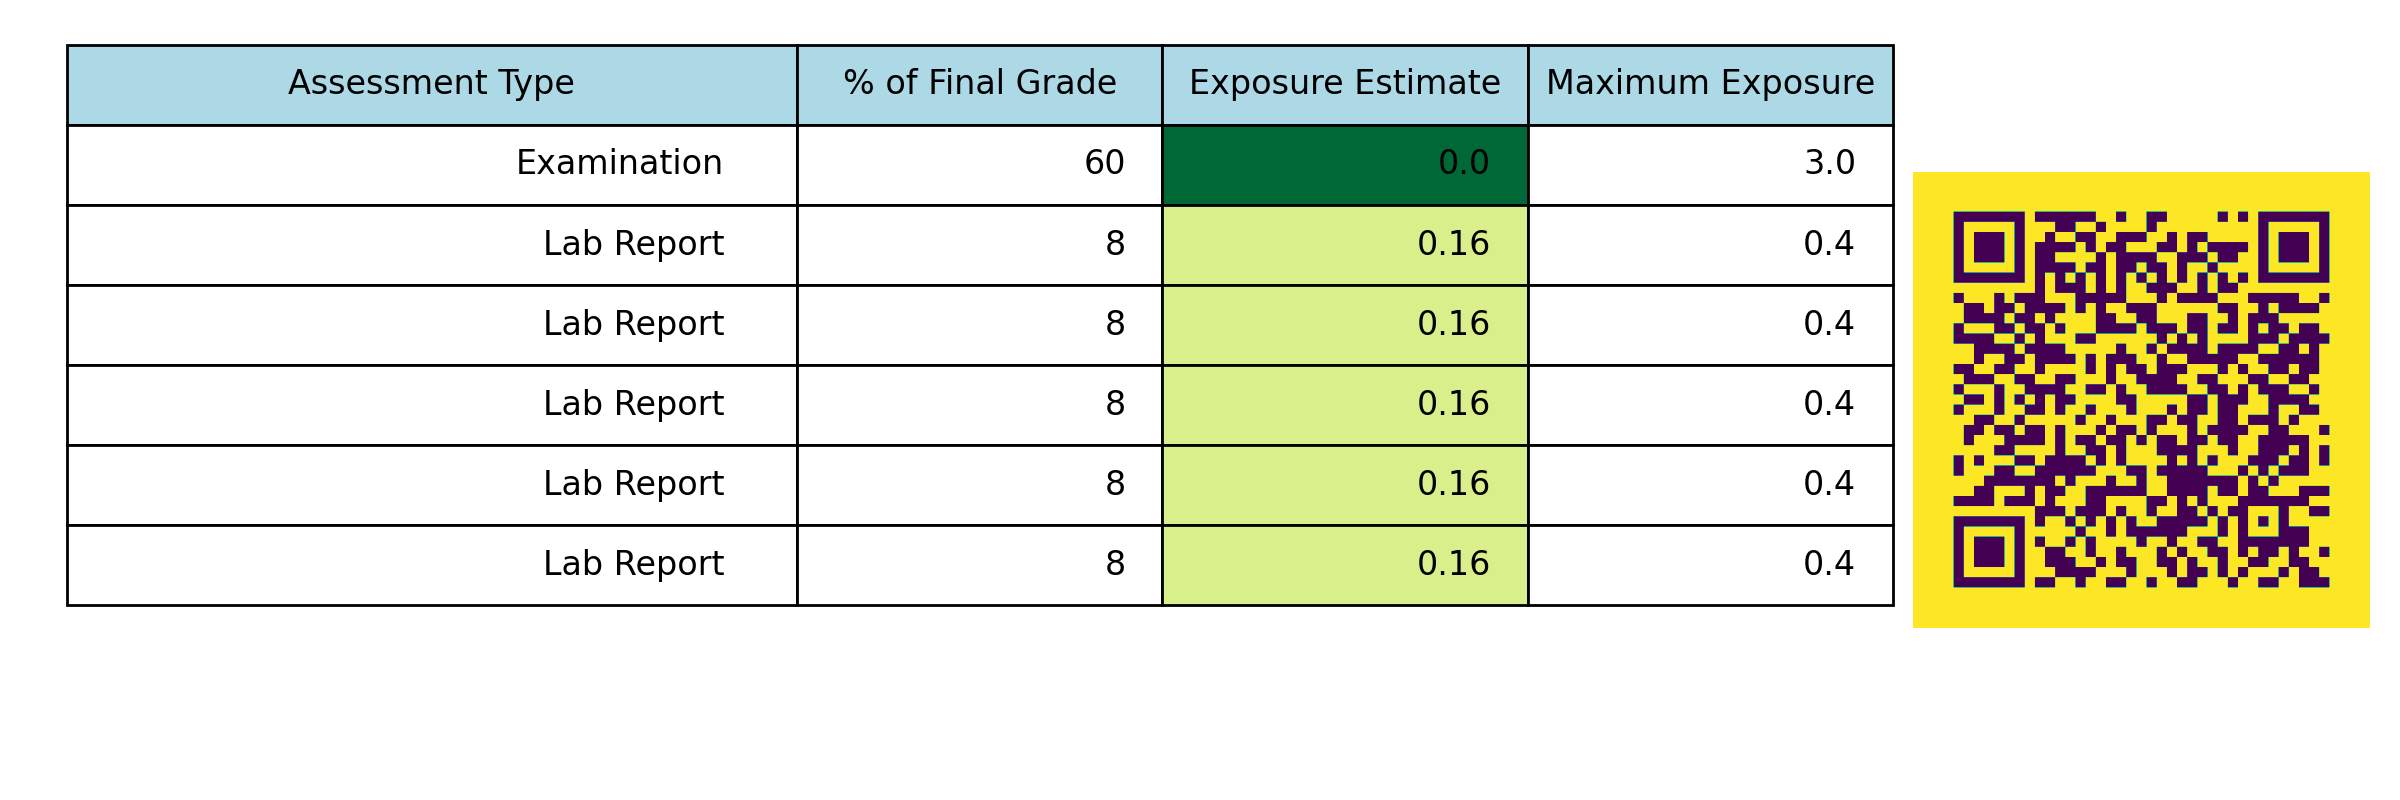 Assessment Type % of Final Grade Exposure Estimate Maximum Exposure
Examination 60 0.0 3.0
Lab Report 8 0.16 0.4
Lab Report 8 0.16 0.4
Lab Report 8 0.16 0.4
Lab Report 8 0.16 0.4
Lab Report 8 0.16 0.4